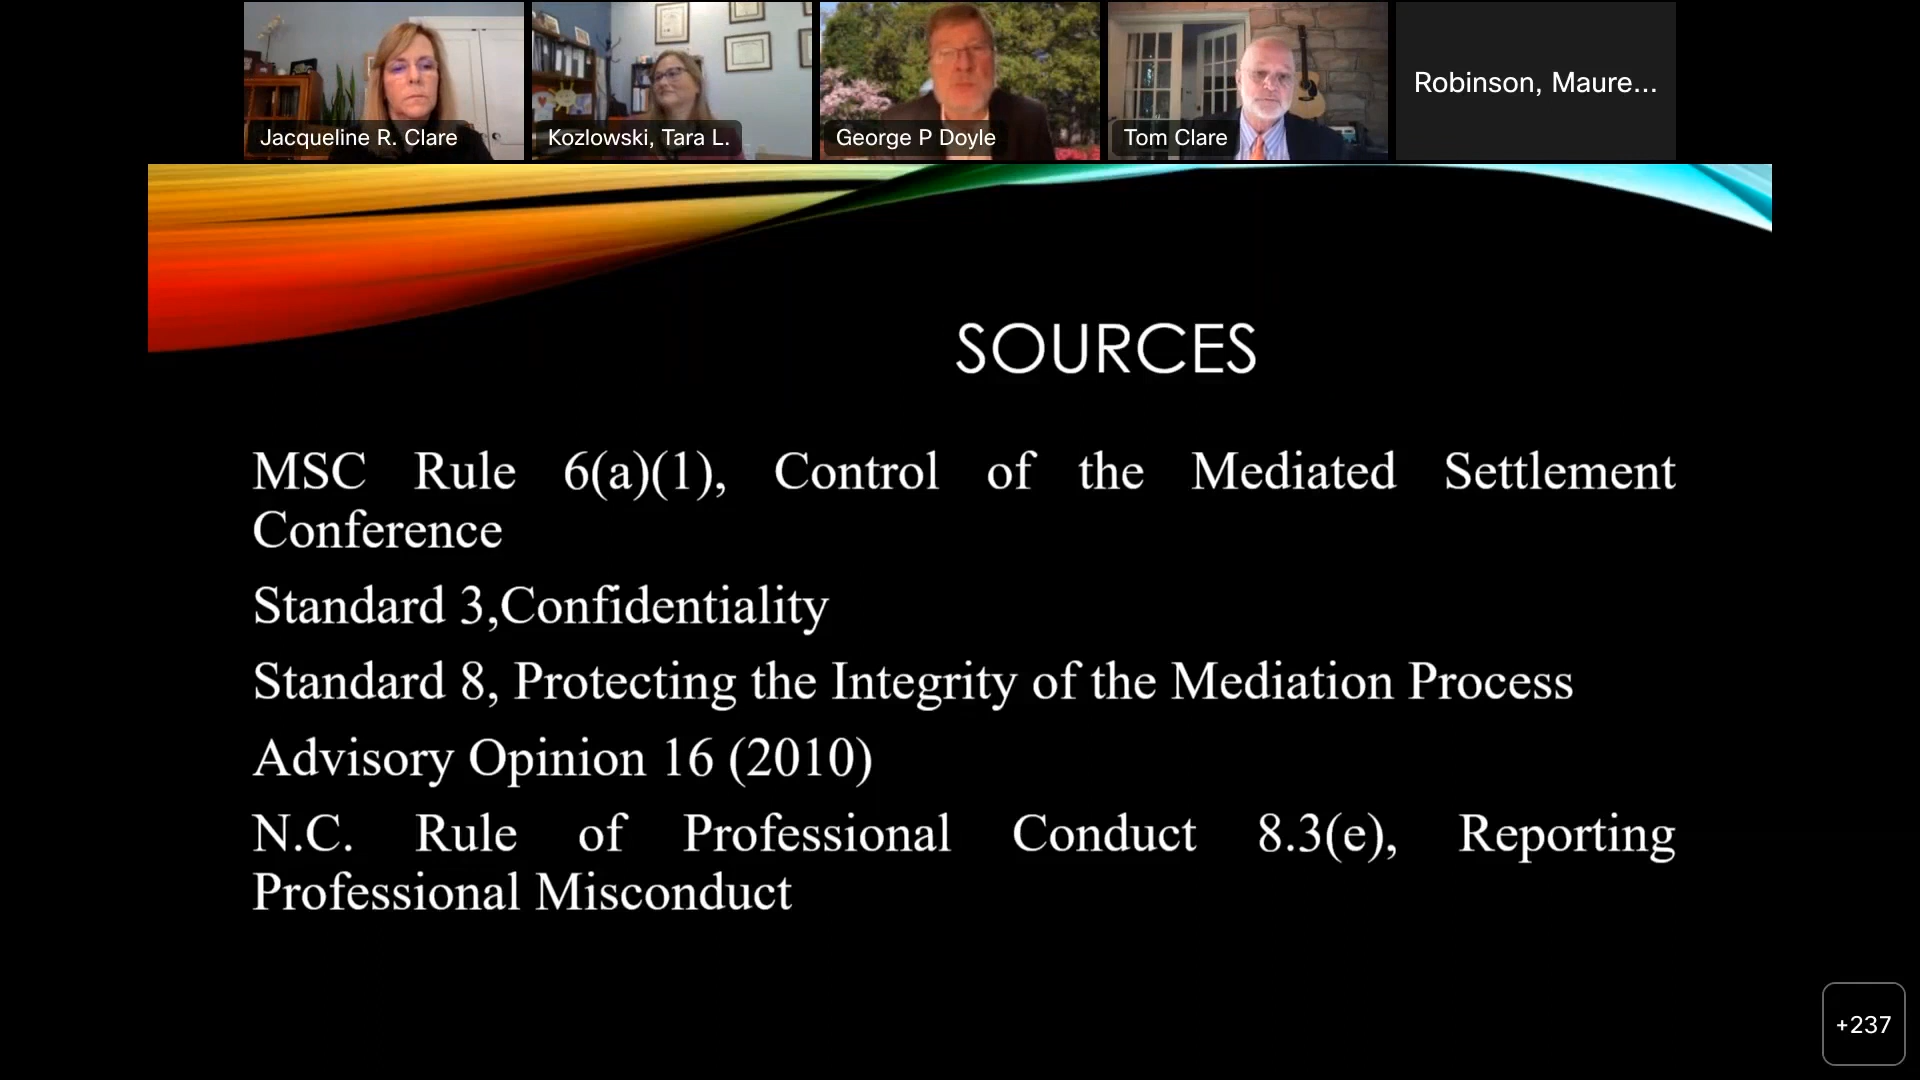 Jacqueline R. Clare
Kozlowski, Tara L.
George P Doyle
Tom Clare
Robinson, Maure...
SOURCES
MSC Rule 6(a)(1), Control of the Mediated Settlement
Conference
Standard 3,Confidentiality
Standard 8, Protecting the Integrity of the Mediation Process
Advisory Opinion 16 (2010)
N.C. Rule of Professional Conduct 8.3(e), Reporting
Professional Misconduct
+237